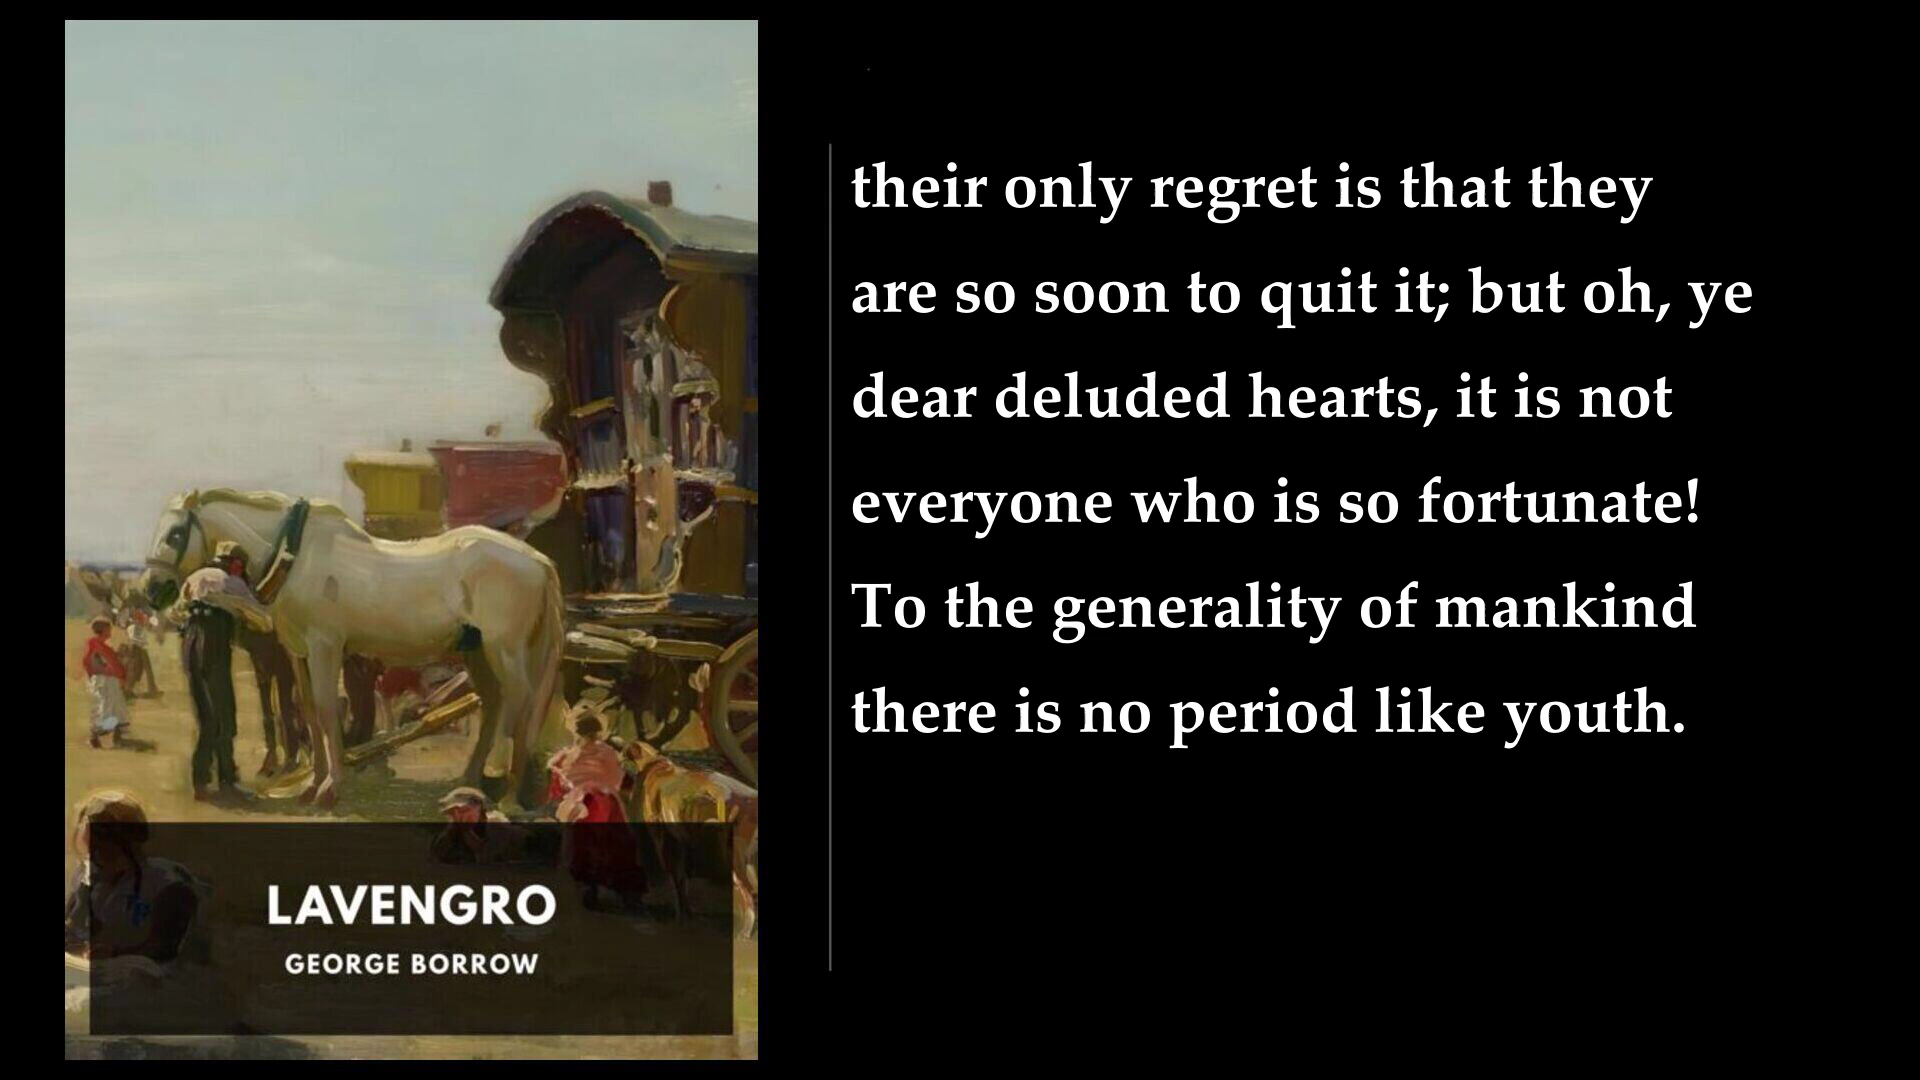 their only regret is that they
are so soon to quit it; but oh, ye
dear deluded hearts, it is not
everyone who is so fortunate!
To the generality of mankind
there is no period like youth.
LAVENGRO
GEORGE BORROW